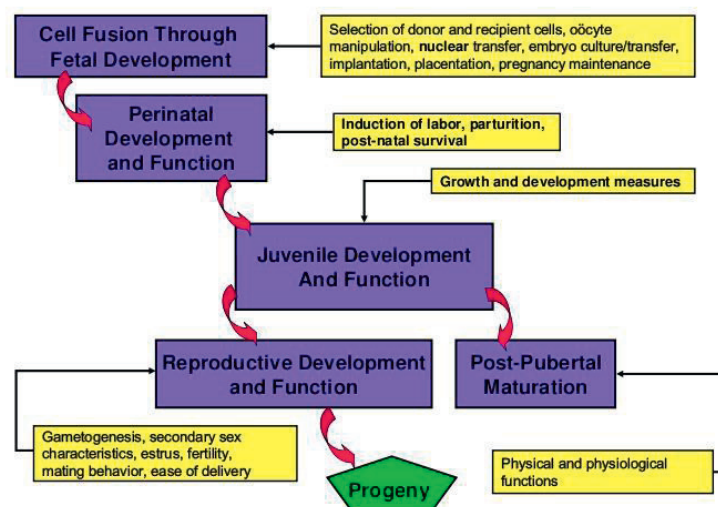 Cell Fusion Through
Fetal Development
Selection of donor and recipient cells, oöcyte
manipulation, nuclear transfer, embryo culture/transfer,
implantation, placentation, pregnancy maintenance
Perinatal
Development
and Function
Induction of labor, parturition,
post-natal survival
Growth and development measures
Juvenile Development
And Function
Reproductive Development
and Function
Post-Pubertal
Maturation
Gametogenesis, secondary sex
characteristics, estrus, fertility,
mating behavior, ease of delivery
Physical and physiological
functions
Progeny